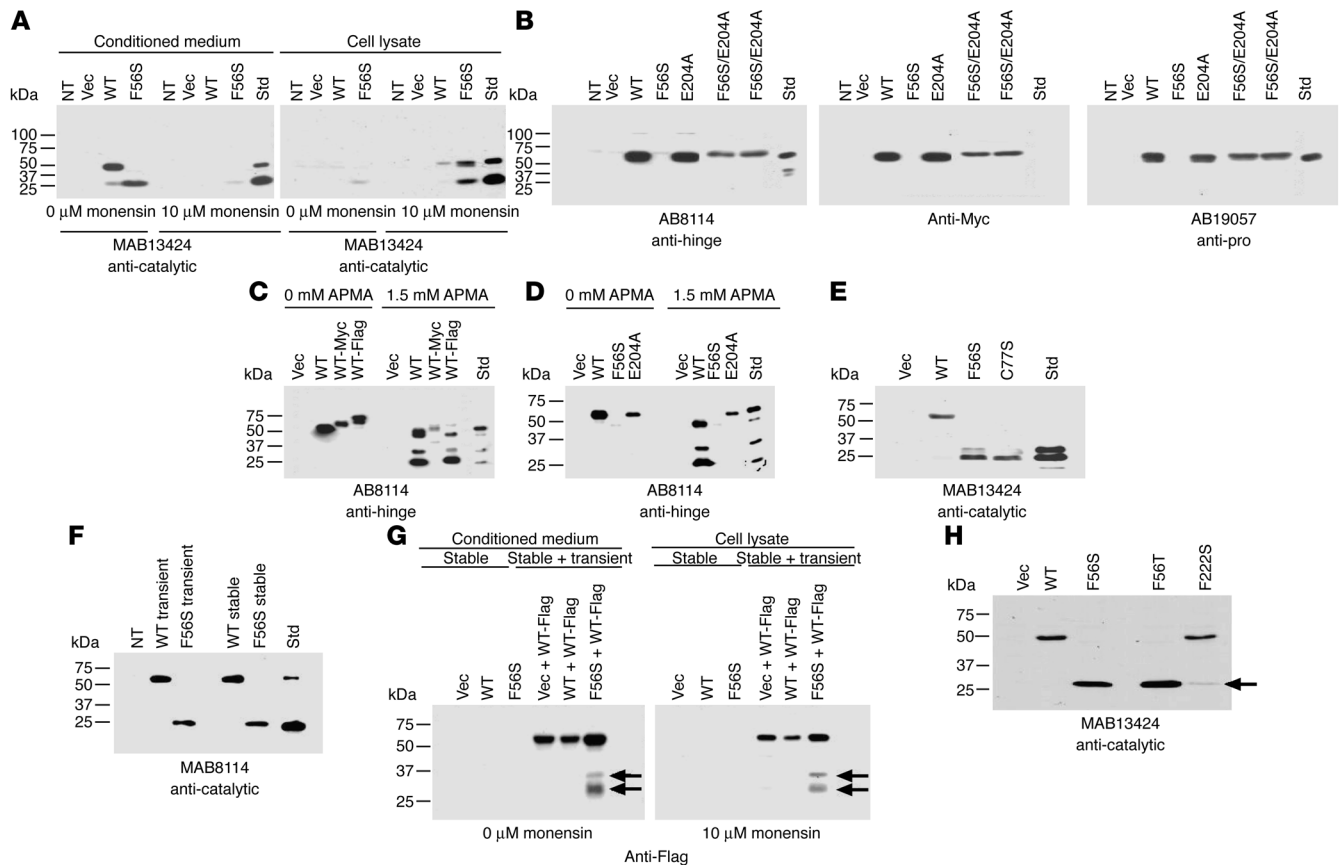 A
Conditioned medium
Cell lysate
kDa
NT
Vec
WT
F56S
NT
Vec
WT
F56S
Std
NT
Vec
WT
F56S
NT
Vec
WT
F56S
Std
100
75
50
37
25
0 μM monensin
10 μM monensin
0 μM monensin
10 μM monensin
MAB13424
anti-catalytic
MAB13424
anti-catalytic
B
kDa
NT
Vec
WT
F56S
E204A
F56S/E204A
F56S/E204A
Std
NT
Vec
WT
F56S
E204A
F56S/E204A
F56S/E204A
Std
NT
Vec
WT
F56S
E204A
F56S/E204A
F56S/E204A
Std
100
75
50
37
25
AB8114
anti-hinge
Anti-Myc
AB19057
anti-pro
C
0 mM APMA
1.5 mM APMA
kDa
Vec
WT
WT-Myc
WT-Flag
Vec
WT
WT-Myc
WT-Flag
Std
75
50
37
25
AB8114
anti-hinge
D
0 mM APMA
1.5 mM APMA
kDa
Vec
WT
F56S
E204A
Vec
WT
F56S
E204A
Std
75
50
37
25
AB8114
anti-hinge
E
kDa
Vec
WT
F56S
C77S
Std
75
50
37
25
MAB13424
anti-catalytic
F
kDa
NT
WT transient
F56S transient
WT stable
F56S stable
Std
75
50
37
25
MAB8114
anti-catalytic
G
Conditioned medium
Cell lysate
Stable
Stable + transient
Stable
Stable + transient
kDa
Vec
WT
F56S
Vec + WT-Flag
WT + WT-Flag
F56S + WT-Flag
Vec
WT
F56S
Vec + WT-Flag
WT + WT-Flag
F56S + WT-Flag
75
50
37
25
0 μM monensin
10 μM monensin
Anti-Flag
H
kDa
Vec
WT
F56S
F56T
F222S
75
50
37
25
MAB13424
anti-catalytic